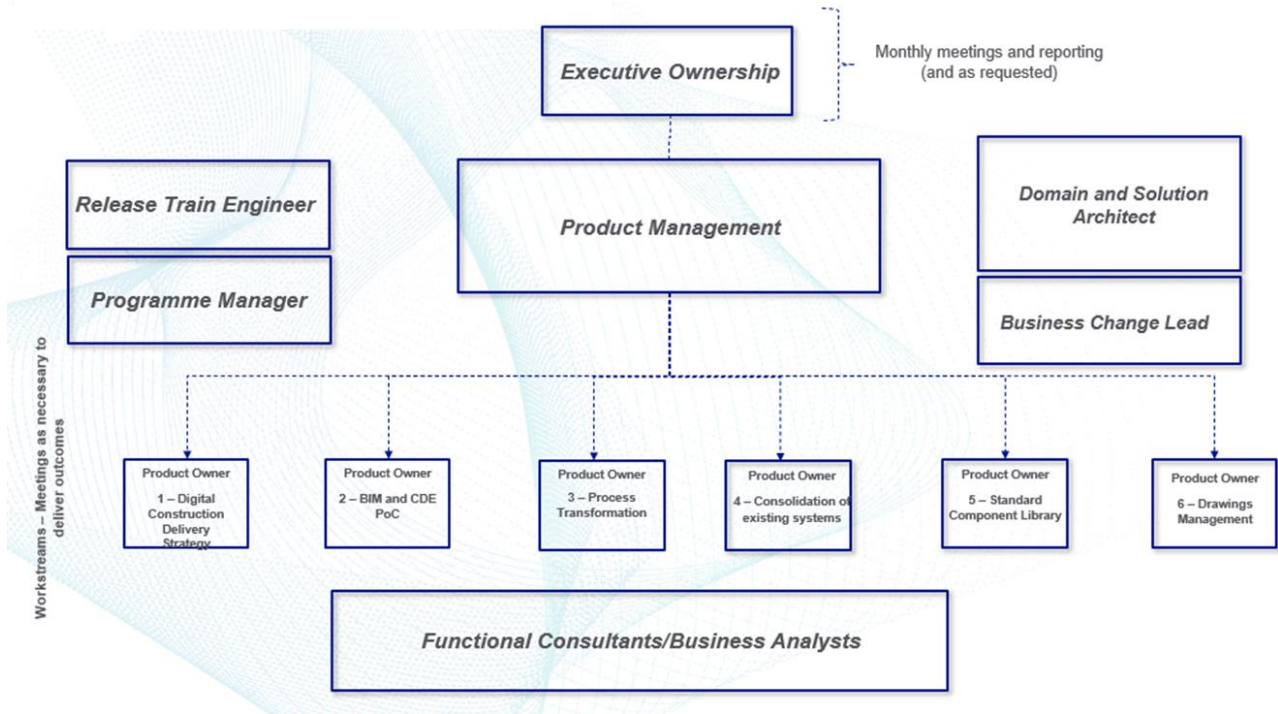 Executive Ownership
Monthly meetings and reporting
(and as requested)
Release Train Engineer
Programme Manager
Product Management
Domain and Solution
Architect
Business Change Lead
Workstreams – Meetings as necessary to
deliver outcomes
Product Owner
1 – Digital
Construction
Delivery
Strategy
Product Owner
2 – BIM and CDE
PoC
Product Owner
3 – Process
Transformation
Product Owner
4 – Consolidation of
existing systems
Product Owner
5 – Standard
Component Library
Product Owner
6 – Drawings
Management
Functional Consultants/Business Analysts